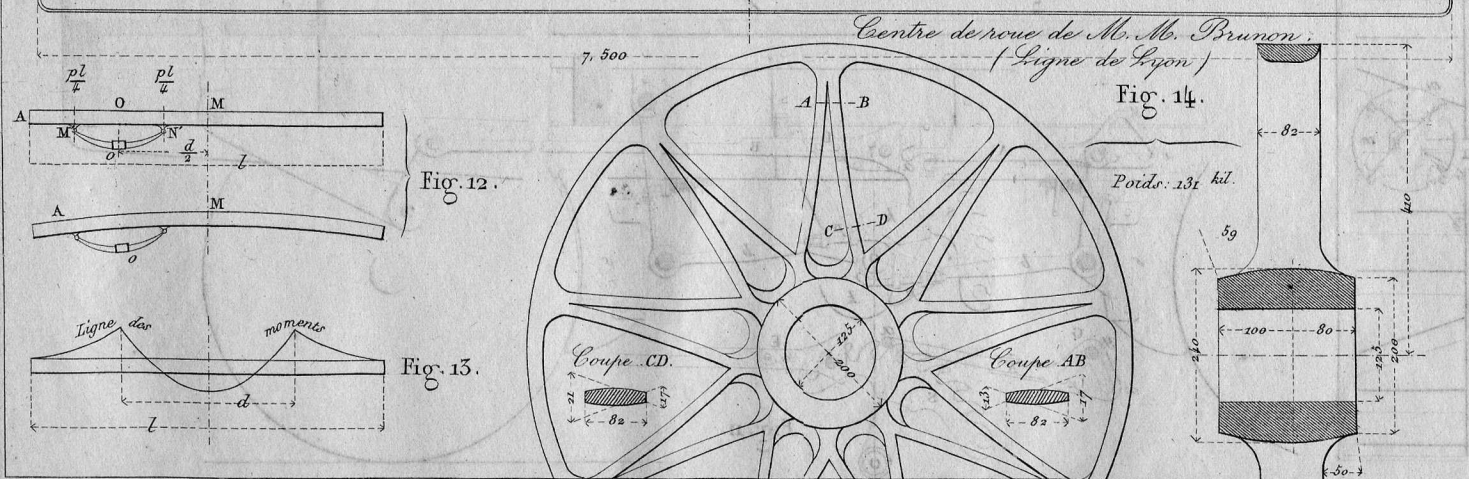 Centre de roue de M. M. Brunon.
(Ligne de Lyon)
7,500
Fig. 14.
Poids: 131 kil.
pl/4 pl/4
A O M
M' N'
o d/2 l
Fig. 12.
A M
o
Ligne des moments
Fig. 13.
d
l
A B
C D
125
200
Coupe CD.
21 17
82
Coupe AB
13 17
82
82
410
59
100 80
210 125 200
50